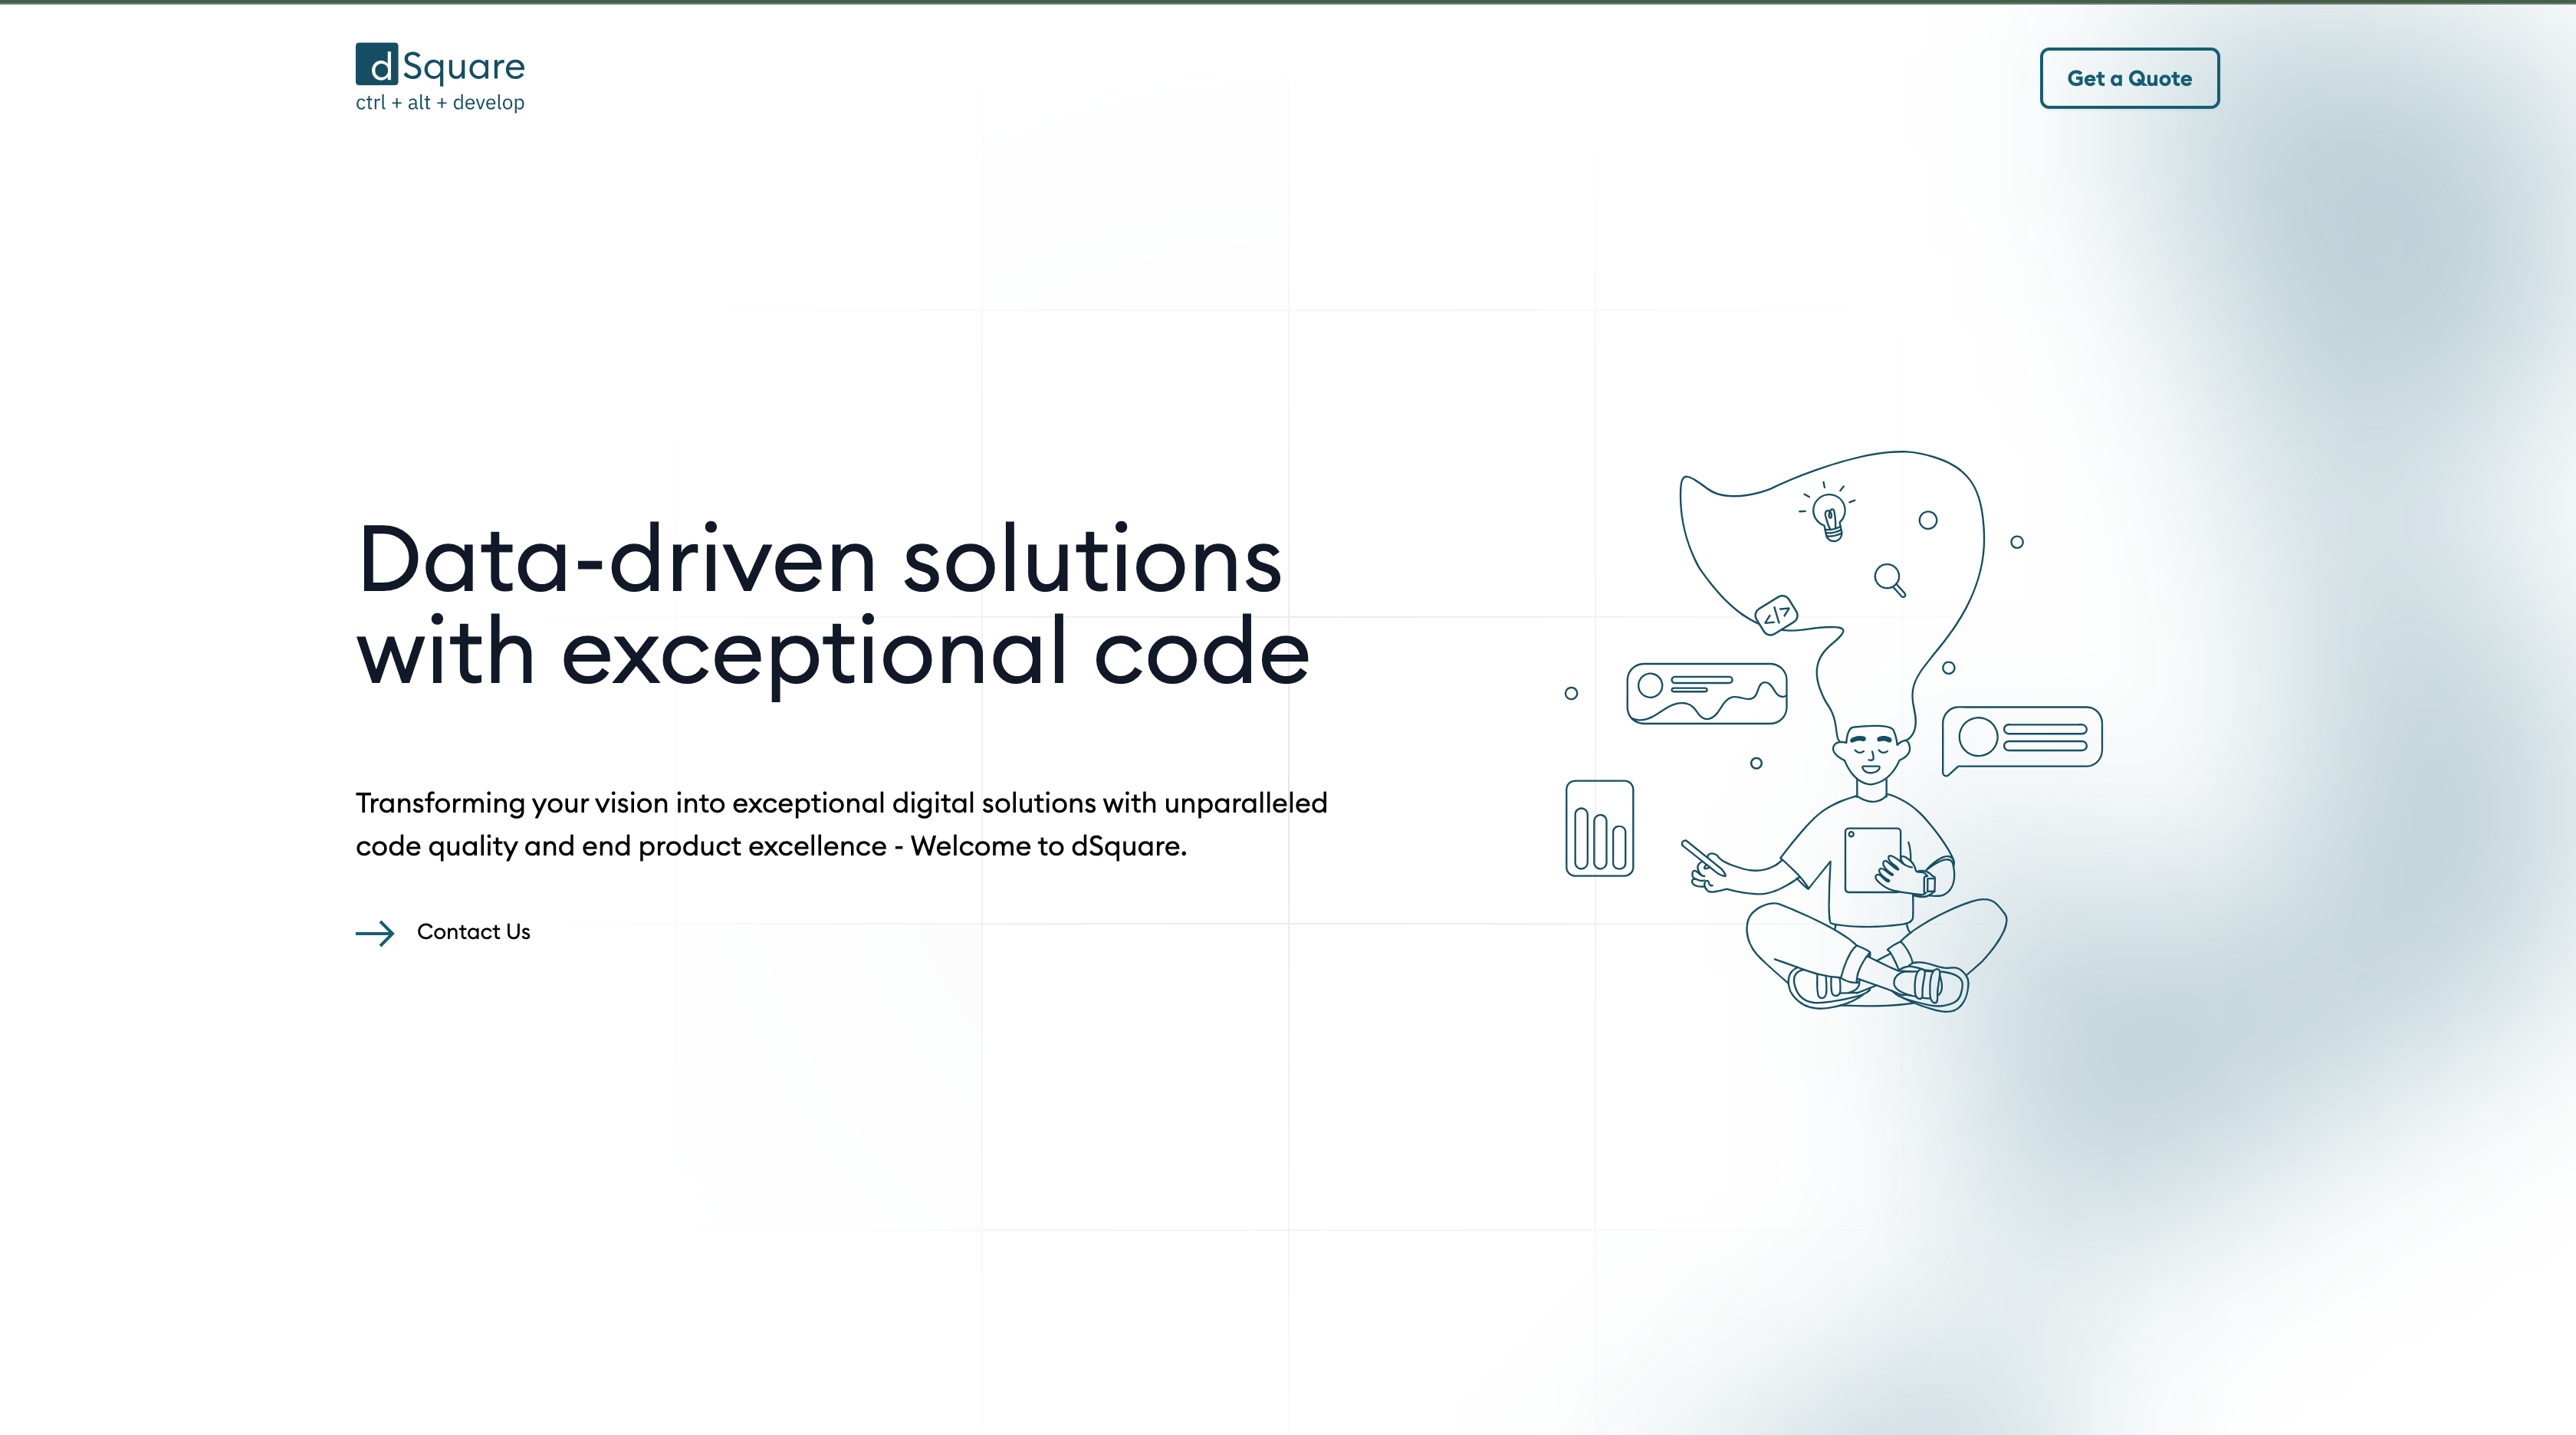 dSquare
ctrl + alt + develop
Get a Quote
Data-driven solutions
with exceptional code
Transforming your vision into exceptional digital solutions with unparalleled
code quality and end product excellence - Welcome to dSquare.
Contact Us